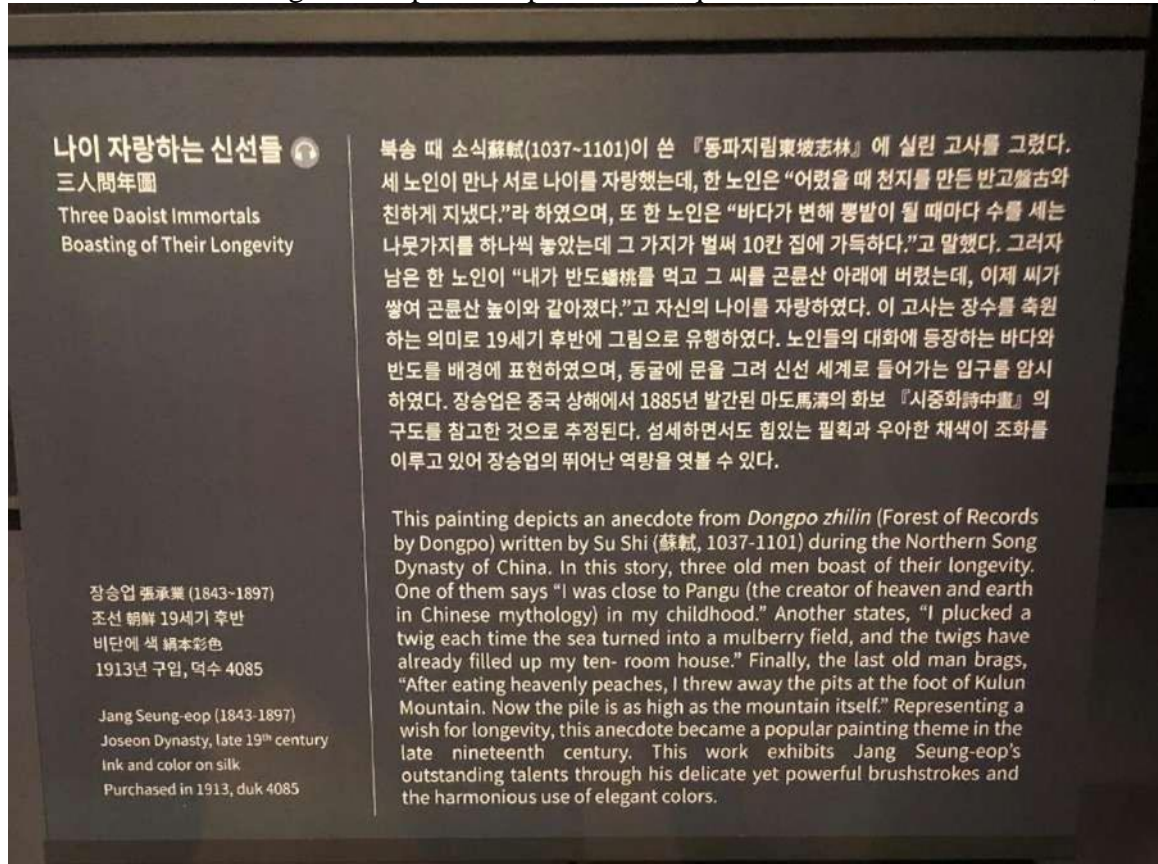 나이 자랑하는 신선들
三人問年圖
Three Daoist Immortals
Boasting of Their Longevity
장승업 張承業 (1843~1897)
조선 朝鮮 19세기 후반
비단에 색 絹本彩色
1913년 구입, 덕수 4085
Jang Seung-eop (1843-1897)
Joseon Dynasty, late 19th century
Ink and color on silk
Purchased in 1913, duk 4085
북송 때 소식蘇軾(1037~1101)이 쓴 『동파지림東坡志林』에 실린 고사를 그렸다.
세 노인이 만나 서로 나이를 자랑했는데, 한 노인은 “어렸을 때 천지를 만든 반고盤古와
친하게 지냈다.”라 하였으며, 또 한 노인은 “바다가 변해 뽕밭이 될 때마다 수를 세는
나뭇가지를 하나씩 놓았는데 그 가지가 벌써 10칸 집에 가득하다.”고 말했다. 그러자
남은 한 노인이 “내가 반도蟠桃를 먹고 그 씨를 곤륜산 아래에 버렸는데, 이제 씨가
쌓여 곤륜산 높이와 같아졌다.”고 자신의 나이를 자랑하였다. 이 고사는 장수를 축원
하는 의미로 19세기 후반에 그림으로 유행하였다. 노인들의 대화에 등장하는 바다와
반도를 배경에 표현하였으며, 동굴에 문을 그려 신선 세계로 들어가는 입구를 암시
하였다. 장승업은 중국 상해에서 1885년 발간된 마도馬濤의 화보 『시중화詩中畫』의
구도를 참고한 것으로 추정된다. 섬세하면서도 힘있는 필획과 우아한 채색이 조화를
이루고 있어 장승업의 뛰어난 역량을 엿볼 수 있다.
This painting depicts an anecdote from Dongpo zhilin (Forest of Records
by Dongpo) written by Su Shi (蘇軾, 1037-1101) during the Northern Song
Dynasty of China. In this story, three old men boast of their longevity.
One of them says “I was close to Pangu (the creator of heaven and earth
in Chinese mythology) in my childhood.” Another states, “I plucked a
twig each time the sea turned into a mulberry field, and the twigs have
already filled up my ten- room house.” Finally, the last old man brags,
“After eating heavenly peaches, I threw away the pits at the foot of Kulun
Mountain. Now the pile is as high as the mountain itself.” Representing a
wish for longevity, this anecdote became a popular painting theme in the
late nineteenth century. This work exhibits Jang Seung-eop’s
outstanding talents through his delicate yet powerful brushstrokes and
the harmonious use of elegant colors.